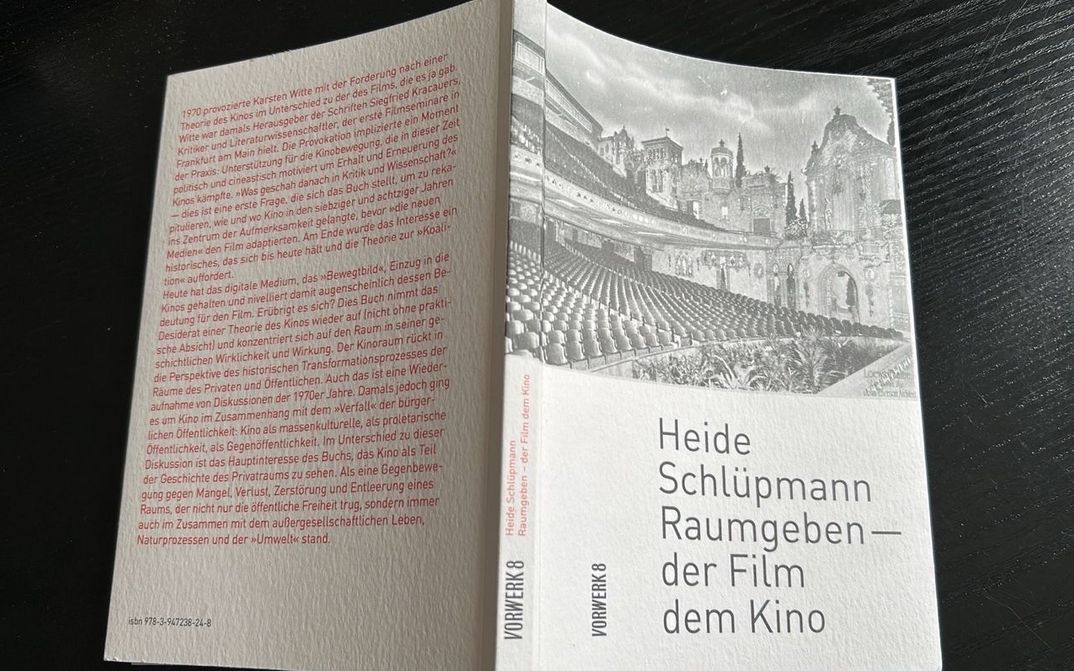 1970 provozierte Karsten Witte mit der Forderung nach einer
Theorie des Kinos im Unterschied zu der des Films, die es ja gab.
Witte war damals Herausgeber der Schriften Siegfried Kracauers,
Kritiker und Literaturwissenschaftler, der erste Filmseminare in
Frankfurt am Main hielt. Die Provokation implizierte ein Moment
der Praxis: Unterstützung für die Kinobewegung, die in dieser Zeit
politisch und cineastisch motiviert um Erhalt und Erneuerung des
Kinos kämpfte. »Was geschah danach in Kritik und Wissenschaft?«
— dies ist eine erste Frage, die sich das Buch stellt, um zu reka-
pitulieren, wie und wo Kino in den siebziger und achtziger Jahren
ins Zentrum der Aufmerksamkeit gelangte, bevor »die neuen
Medien« den Film adaptierten. Am Ende wurde das Interesse ein
historisches, das sich bis heute hält und die Theorie zur »Koali-
tion« auffordert.
Heute hat das digitale Medium, das »Bewegtbild«, Einzug in die
Kinos gehalten und nivelliert damit augenscheinlich dessen Be-
deutung für den Film. Erübrigt es sich? Dies Buch nimmt das
Desiderat einer Theorie des Kinos wieder auf (nicht ohne prakti-
sche Absicht) und konzentriert sich auf den Raum in seiner ge-
schichtlichen Wirklichkeit und Wirkung. Der Kinoraum rückt in
die Perspektive des historischen Transformationsprozesses der
Räume des Privaten und Öffentlichen. Auch das ist eine Wieder-
aufnahme von Diskussionen der 1970er Jahre. Damals jedoch ging
es um Kino im Zusammenhang mit dem »Verfall« der bürger-
lichen Öffentlichkeit: Kino als massenkulturelle, als proletarische
Öffentlichkeit, als Gegenöffentlichkeit. Im Unterschied zu dieser
Diskussion ist das Hauptinteresse des Buchs, das Kino als Teil
der Geschichte des Privatraums zu sehen. Als eine Gegenbewe-
gung gegen Mangel, Verlust, Zerstörung und Entleerung eines
Raums, der nicht nur die öffentliche Freiheit trug, sondern immer
auch im Zusammen mit dem außergesellschaftlichen Leben,
Naturprozessen und der »Umwelt« stand.
isbn 978-3-947238-24-8
Heide Schlüpmann
Raumgeben – der Film dem Kino
VORWERK 8
Heide
Schlüpmann
Raumgeben —
der Film
dem Kino
VORWERK 8